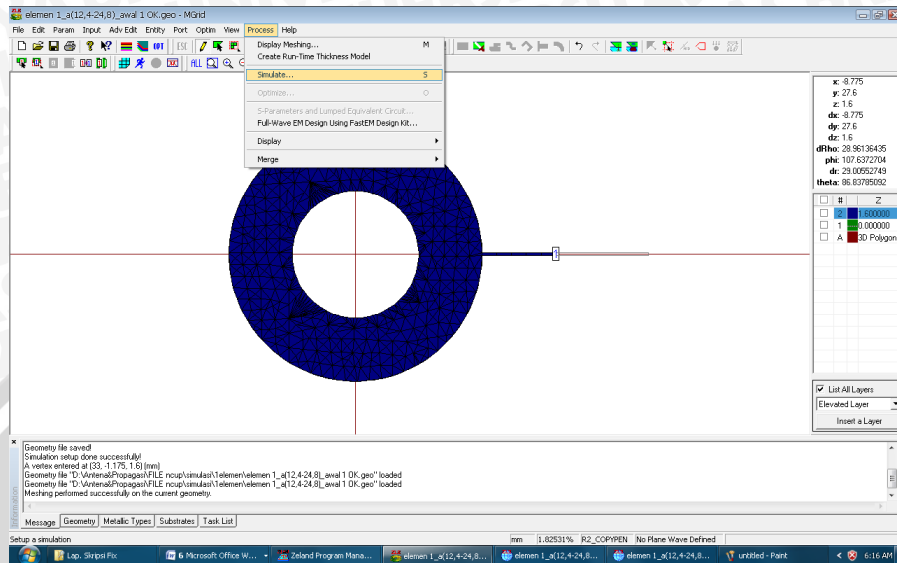 elemen 1_a(12,4-24,8)_awal 1 OK.geo - MGrid
File Edit Param Input Adv Edit Entity Port Optim View Process Help
Display Meshing... M
Create Run-Time Thickness Model
Simulate... S
Optimize... O
S-Parameters and Lumped Equivalent Circuit...
Full-Wave EM Design Using FastEM Design Kit...
Display
Merge
ESC
ALL
x: -8.775
y: 27.6
z: 1.6
dx: -8.775
dy: 27.6
dz: 1.6
dRho: 28.96136435
phi: 107.6372704
dr: 29.00552749
theta: 86.83785092
# Z
2 1.600000
1 0.000000
A 3D Polygon
1
List All Layers
Elevated Layer
Insert a Layer
Geometry file saved!
Simulation setup done successfully!
A vertex entered at (33, -1.175, 1.6) (mm)
Geometry file "D:\Antena&Propagasi\FILE ncup\simulasi\1elemen\elemen 1_a(12,4-24,8)_awal 1 OK.geo" loaded
Geometry file "D:\Antena&Propagasi\FILE ncup\simulasi\1elemen\elemen 1_a(12,4-24,8)_awal 1 OK.geo" loaded
Meshing performed successfully on the current geometry.
Information
Message Geometry Metallic Types Substrates Task List
Setup a simulation mm 1.82531% R2_COPYPEN No Plane Wave Defined
Lap. Skripsi Fix 6 Microsoft Office W... Zeland Program Mana... elemen 1_a(12,4-24,8... elemen 1_a(12,4-24,8... elemen 1_a(12,4-24,8... untitled - Paint 6:16 AM